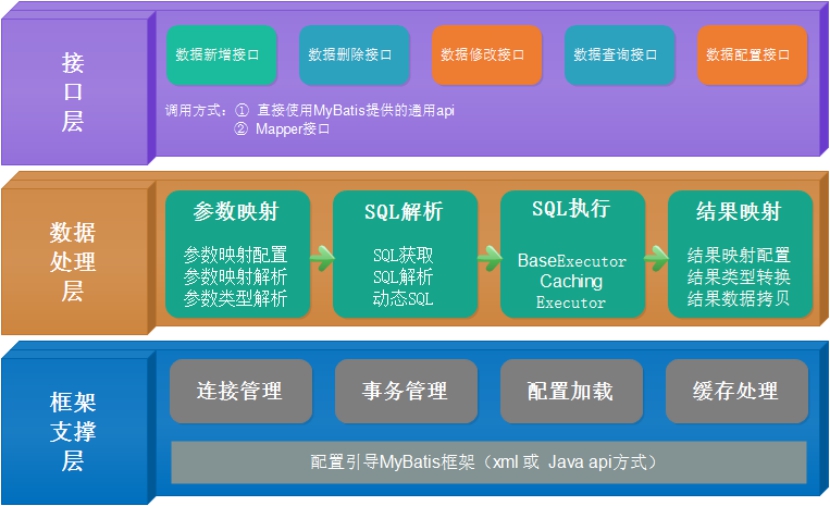 接
口
层
数据新增接口
数据删除接口
数据修改接口
数据查询接口
数据配置接口
调用方式：① 直接使用MyBatis提供的通用api
② Mapper接口
数据
处理
层
参数映射
参数映射配置
参数映射解析
参数类型解析
SQL解析
SQL获取
SQL解析
动态SQL
SQL执行
BaseExecutor
Caching
Executor
结果映射
结果映射配置
结果类型转换
结果数据拷贝
框架
支撑
层
连接管理
事务管理
配置加载
缓存处理
配置引导MyBatis框架（xml 或 Java api方式）